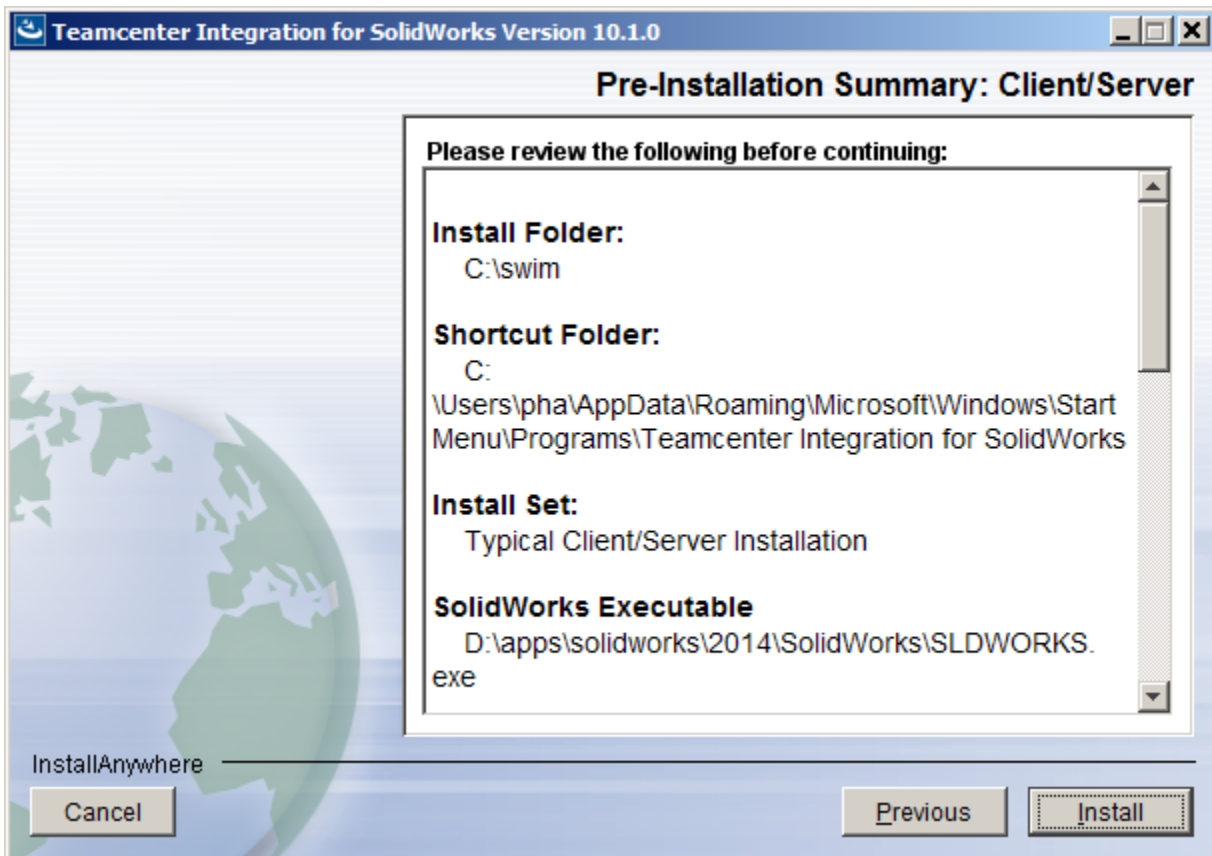 Teamcenter Integration for SolidWorks Version 10.1.0
Pre-Installation Summary: Client/Server
Please review the following before continuing:
Install Folder:
C:\swim
Shortcut Folder:
C:
\Users\pha\AppData\Roaming\Microsoft\Windows\Start
Menu\Programs\Teamcenter Integration for SolidWorks
Install Set:
Typical Client/Server Installation
SolidWorks Executable
D:\apps\solidworks\2014\SolidWorks\SLDWORKS.
exe
InstallAnywhere
Cancel
Previous
Install